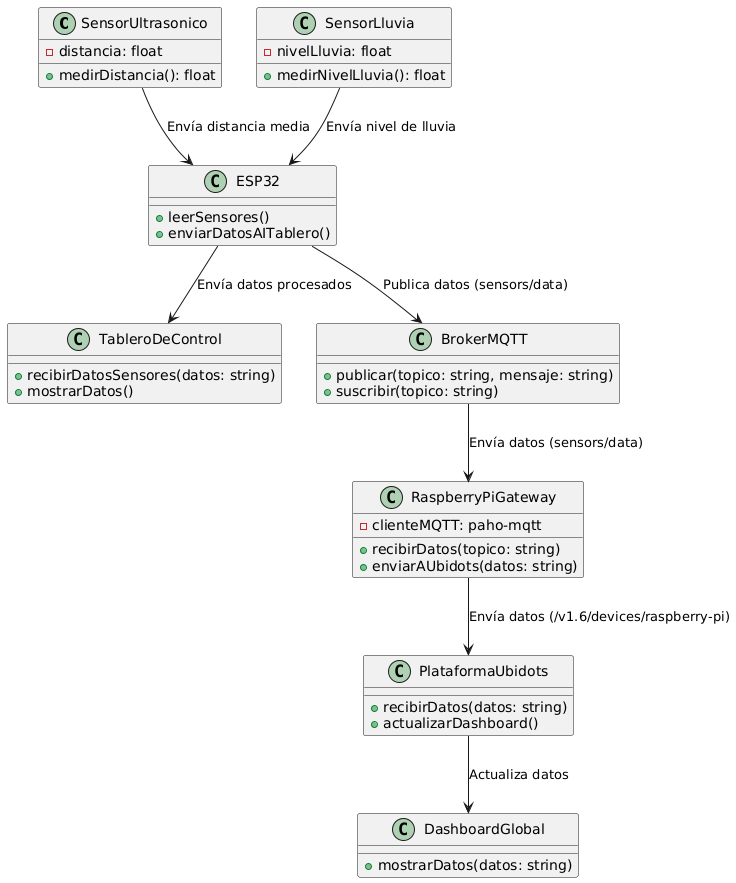 C SensorUltrasonico
distancia: float
medirDistancia(): float
C SensorLluvia
nivelLluvia: float
medirNivelLluvia(): float
Envía distancia media
Envía nivel de lluvia
C ESP32
leerSensores()
enviarDatosAlTablero()
Envía datos procesados
Publica datos (sensors/data)
C TableroDeControl
recibirDatosSensores(datos: string)
mostrarDatos()
C BrokerMQTT
publicar(topico: string, mensaje: string)
suscribir(topico: string)
Envía datos (sensors/data)
C RaspberryPiGateway
clienteMQTT: paho-mqtt
recibirDatos(topico: string)
enviarAUbidots(datos: string)
Envía datos (/v1.6/devices/raspberry-pi)
C PlataformaUbidots
recibirDatos(datos: string)
actualizarDashboard()
Actualiza datos
C DashboardGlobal
mostrarDatos(datos: string)